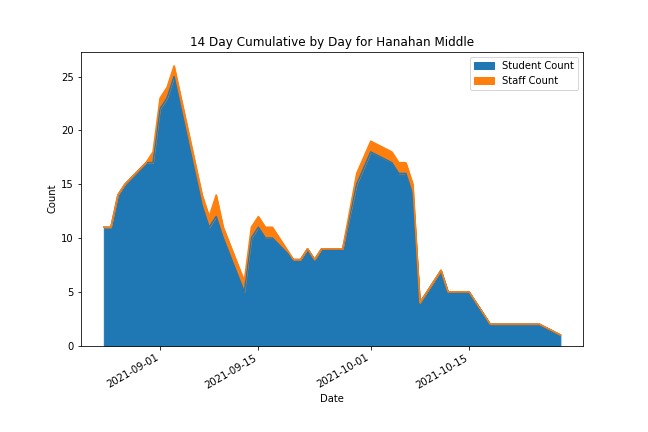 14 Day Cumulative by Day for Hanahan Middle
Student Count
Staff Count
Count
25
20
15
10
5
0
2021-09-01
2021-09-15
2021-10-01
2021-10-15
Date